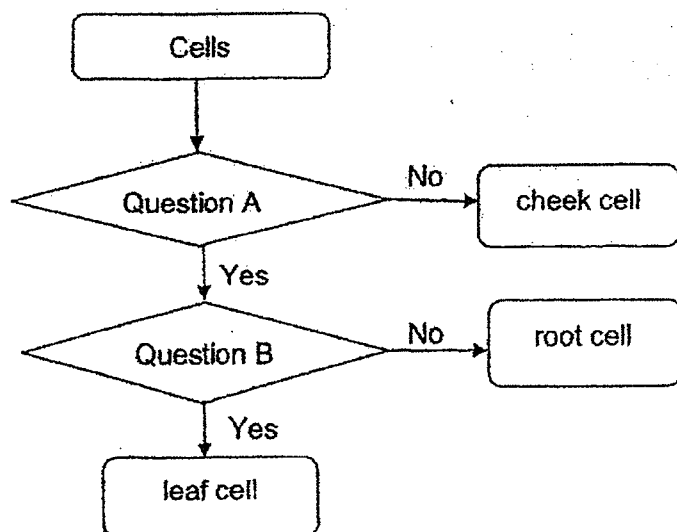 Cells
Question A
No
cheek cell
Yes
Question B
No
root cell
Yes
leaf cell